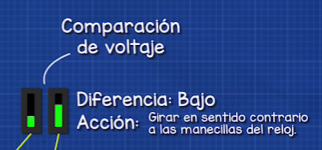 Comparación
de voltaje
Diferencia: Bajo
Acción: Girar en sentido contrario
a las manecillas del reloj.